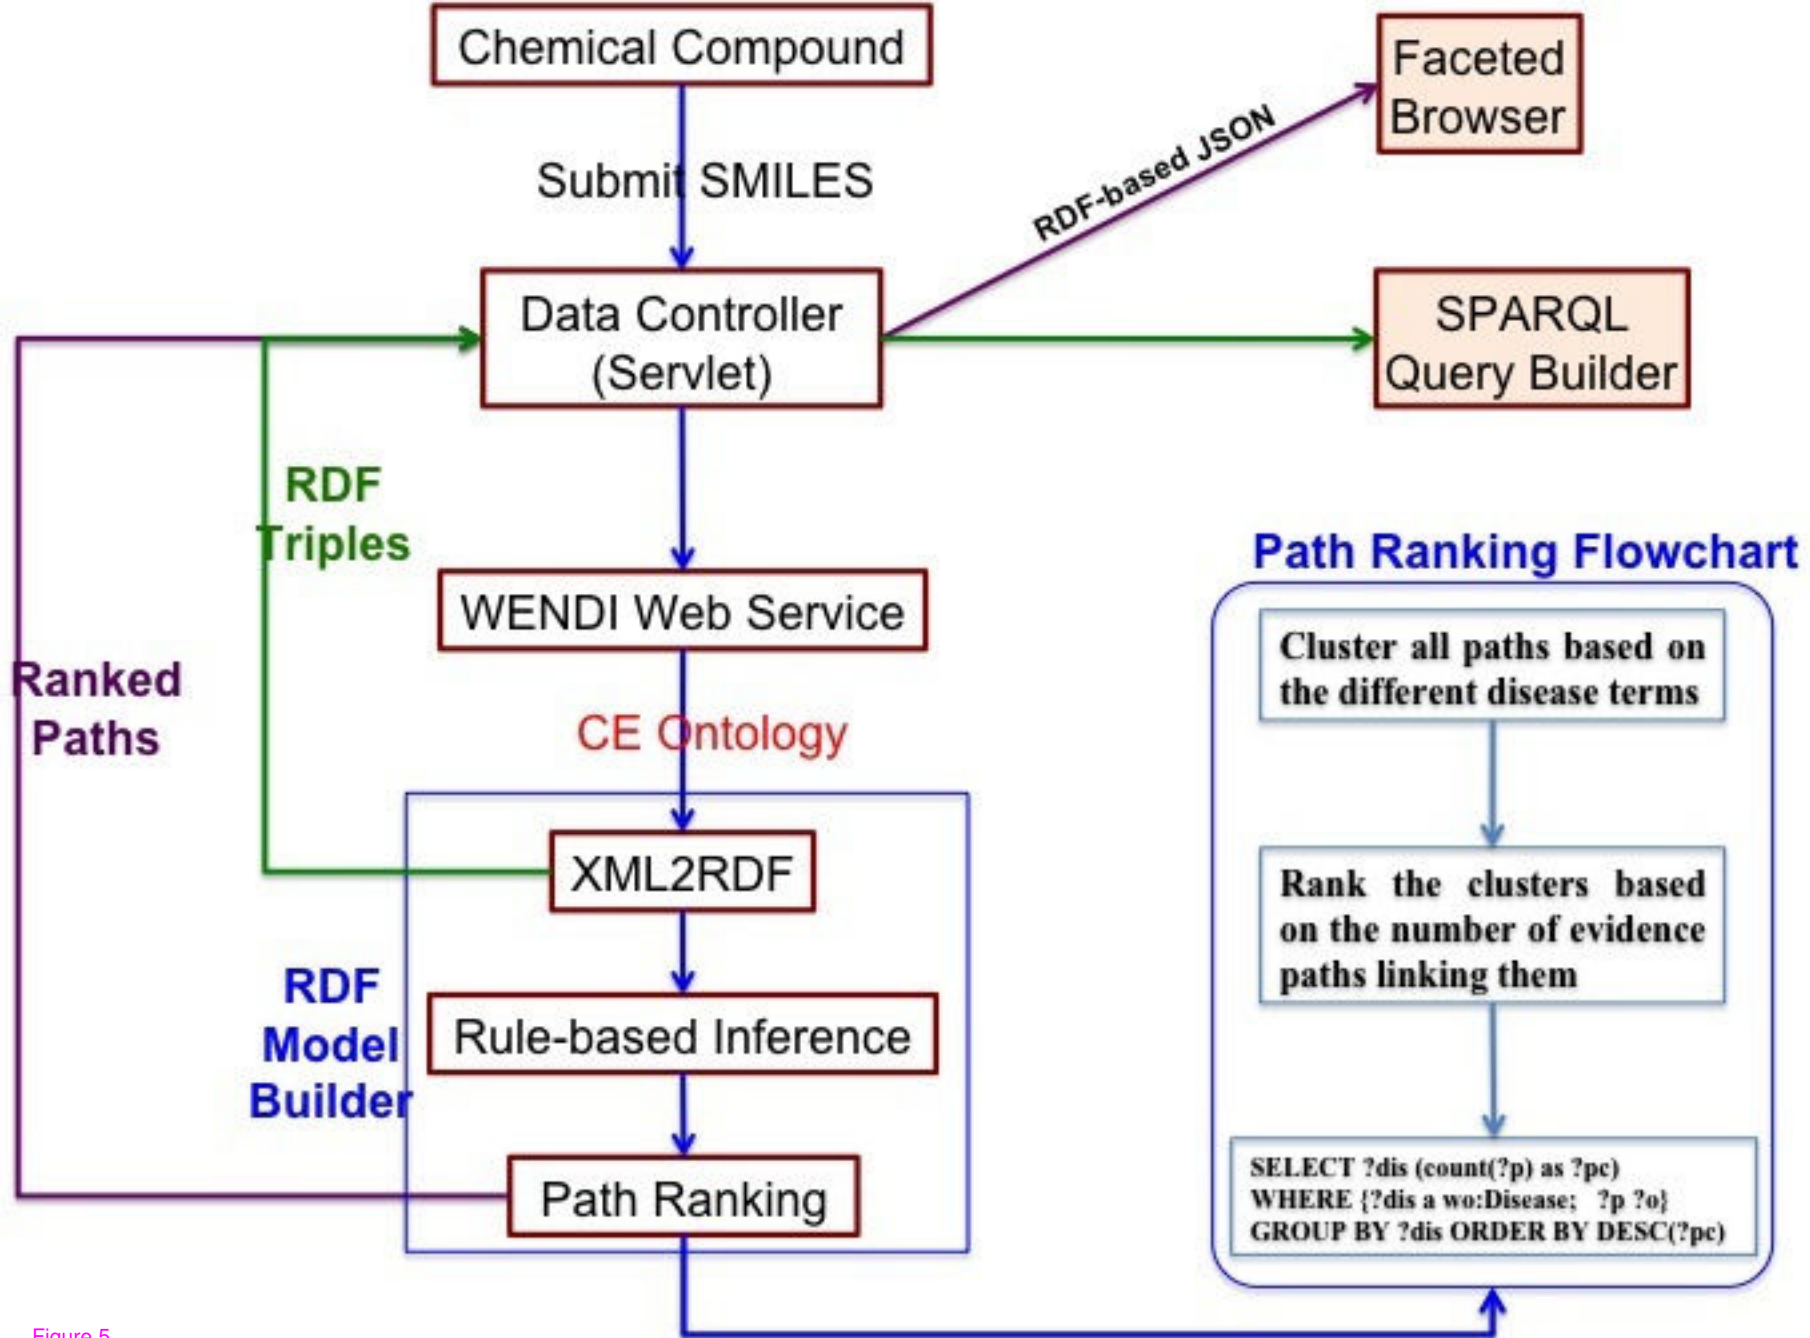 Chemical Compound
Faceted
Browser
RDF-based JSON
Submit SMILES
Data Controller
(Servlet)
SPARQL
Query Builder
RDF
Triples
WENDI Web Service
Ranked
Paths
CE Ontology
XML2RDF
RDF
Model
Builder
Rule-based Inference
Path Ranking
Path Ranking Flowchart
Cluster all paths based on
the different disease terms
Rank the clusters based
on the number of evidence
paths linking them
SELECT ?dis (count(?p) as ?pc)
WHERE {?dis a wo:Disease; ?p ?o}
GROUP BY ?dis ORDER BY DESC(?pc)
Figure 5